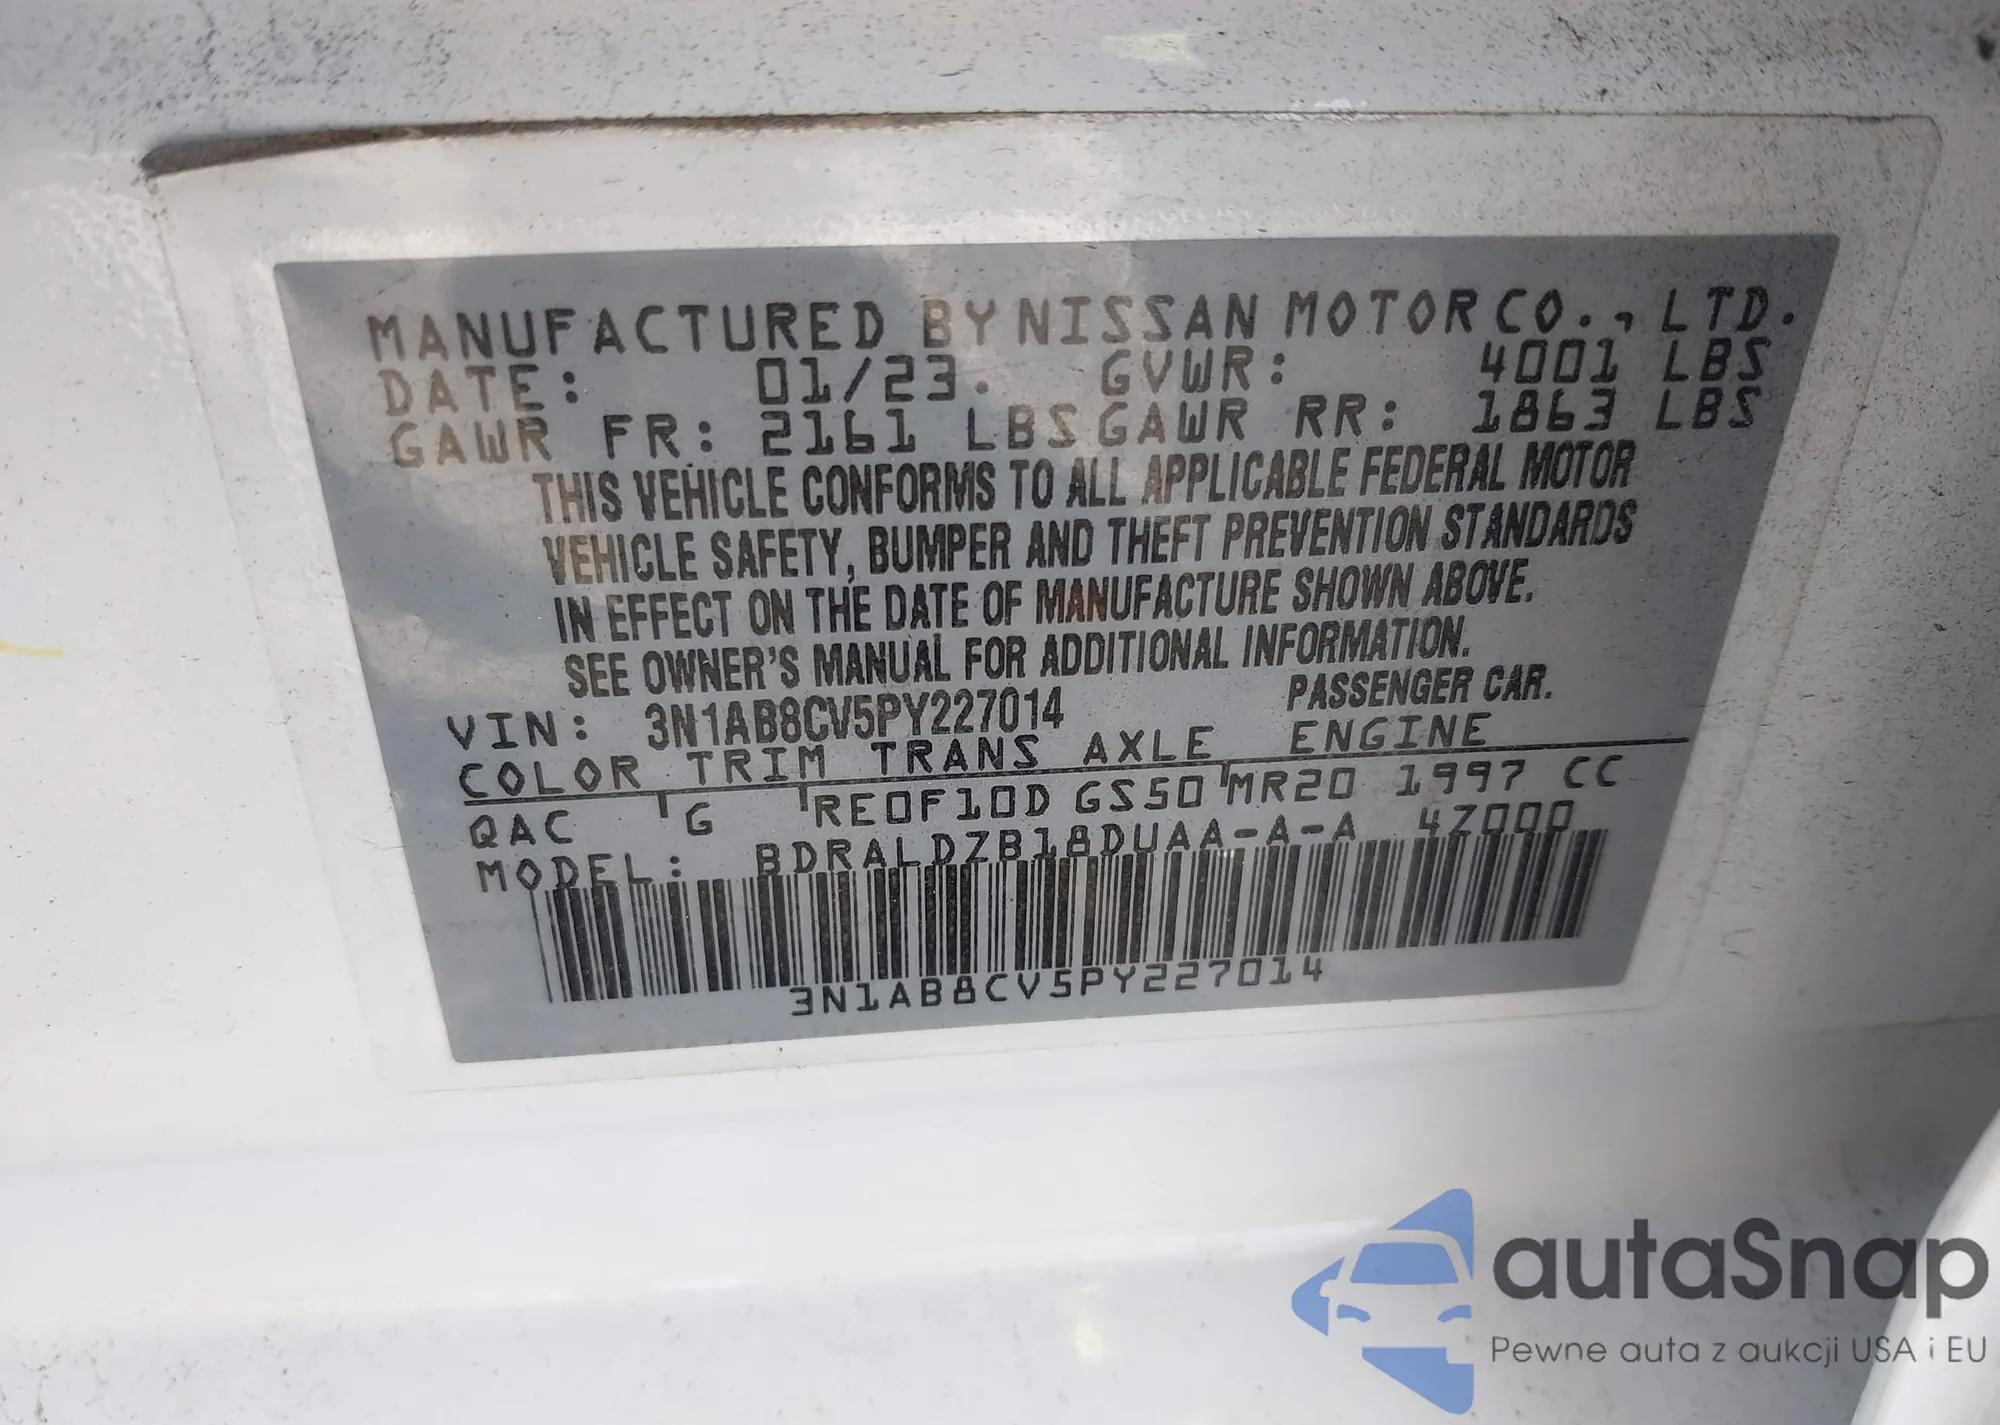 MANUFACTURED BY NISSAN MOTOR CO., LTD.
DATE: 01/23. GVWR: 4001 LBS
GAWR FR: 2161 LBS GAWR RR: 1863 LBS
THIS VEHICLE CONFORMS TO ALL APPLICABLE FEDERAL MOTOR
VEHICLE SAFETY, BUMPER AND THEFT PREVENTION STANDARDS
IN EFFECT ON THE DATE OF MANUFACTURE SHOWN ABOVE.
SEE OWNER'S MANUAL FOR ADDITIONAL INFORMATION.
VIN: 3N1AB8CV5PY227014 PASSENGER CAR.
COLOR TRIM TRANS AXLE ENGINE
QAC G RE0F10D GS50 MR20 1997 CC
MODEL: BDRALDZB18DUAA-A-A 4Z000
3N1AB8CV5PY227014
autaSnap
Pewne auta z aukcji USA i EU